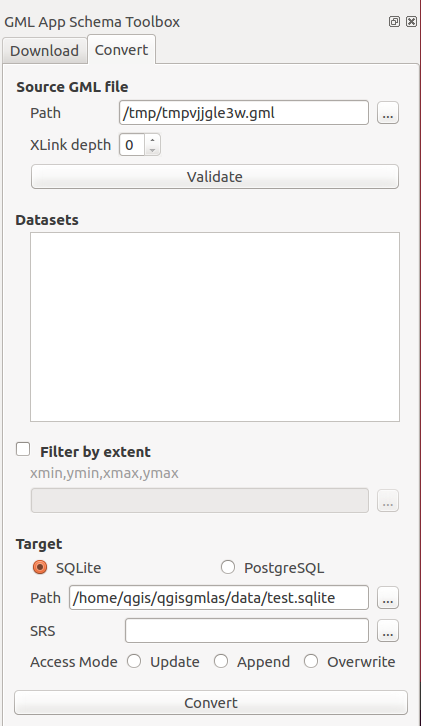 GML App Schema Toolbox
Download Convert
Source GML file
Path /tmp/tmpvjjgle3w.gml ...
XLink depth 0
Validate
Datasets
Filter by extent
xmin,ymin,xmax,ymax
...
Target
SQLite PostgreSQL
Path /home/qgis/qgisgmlas/data/test.sqlite ...
SRS ...
Access Mode Update Append Overwrite
Convert